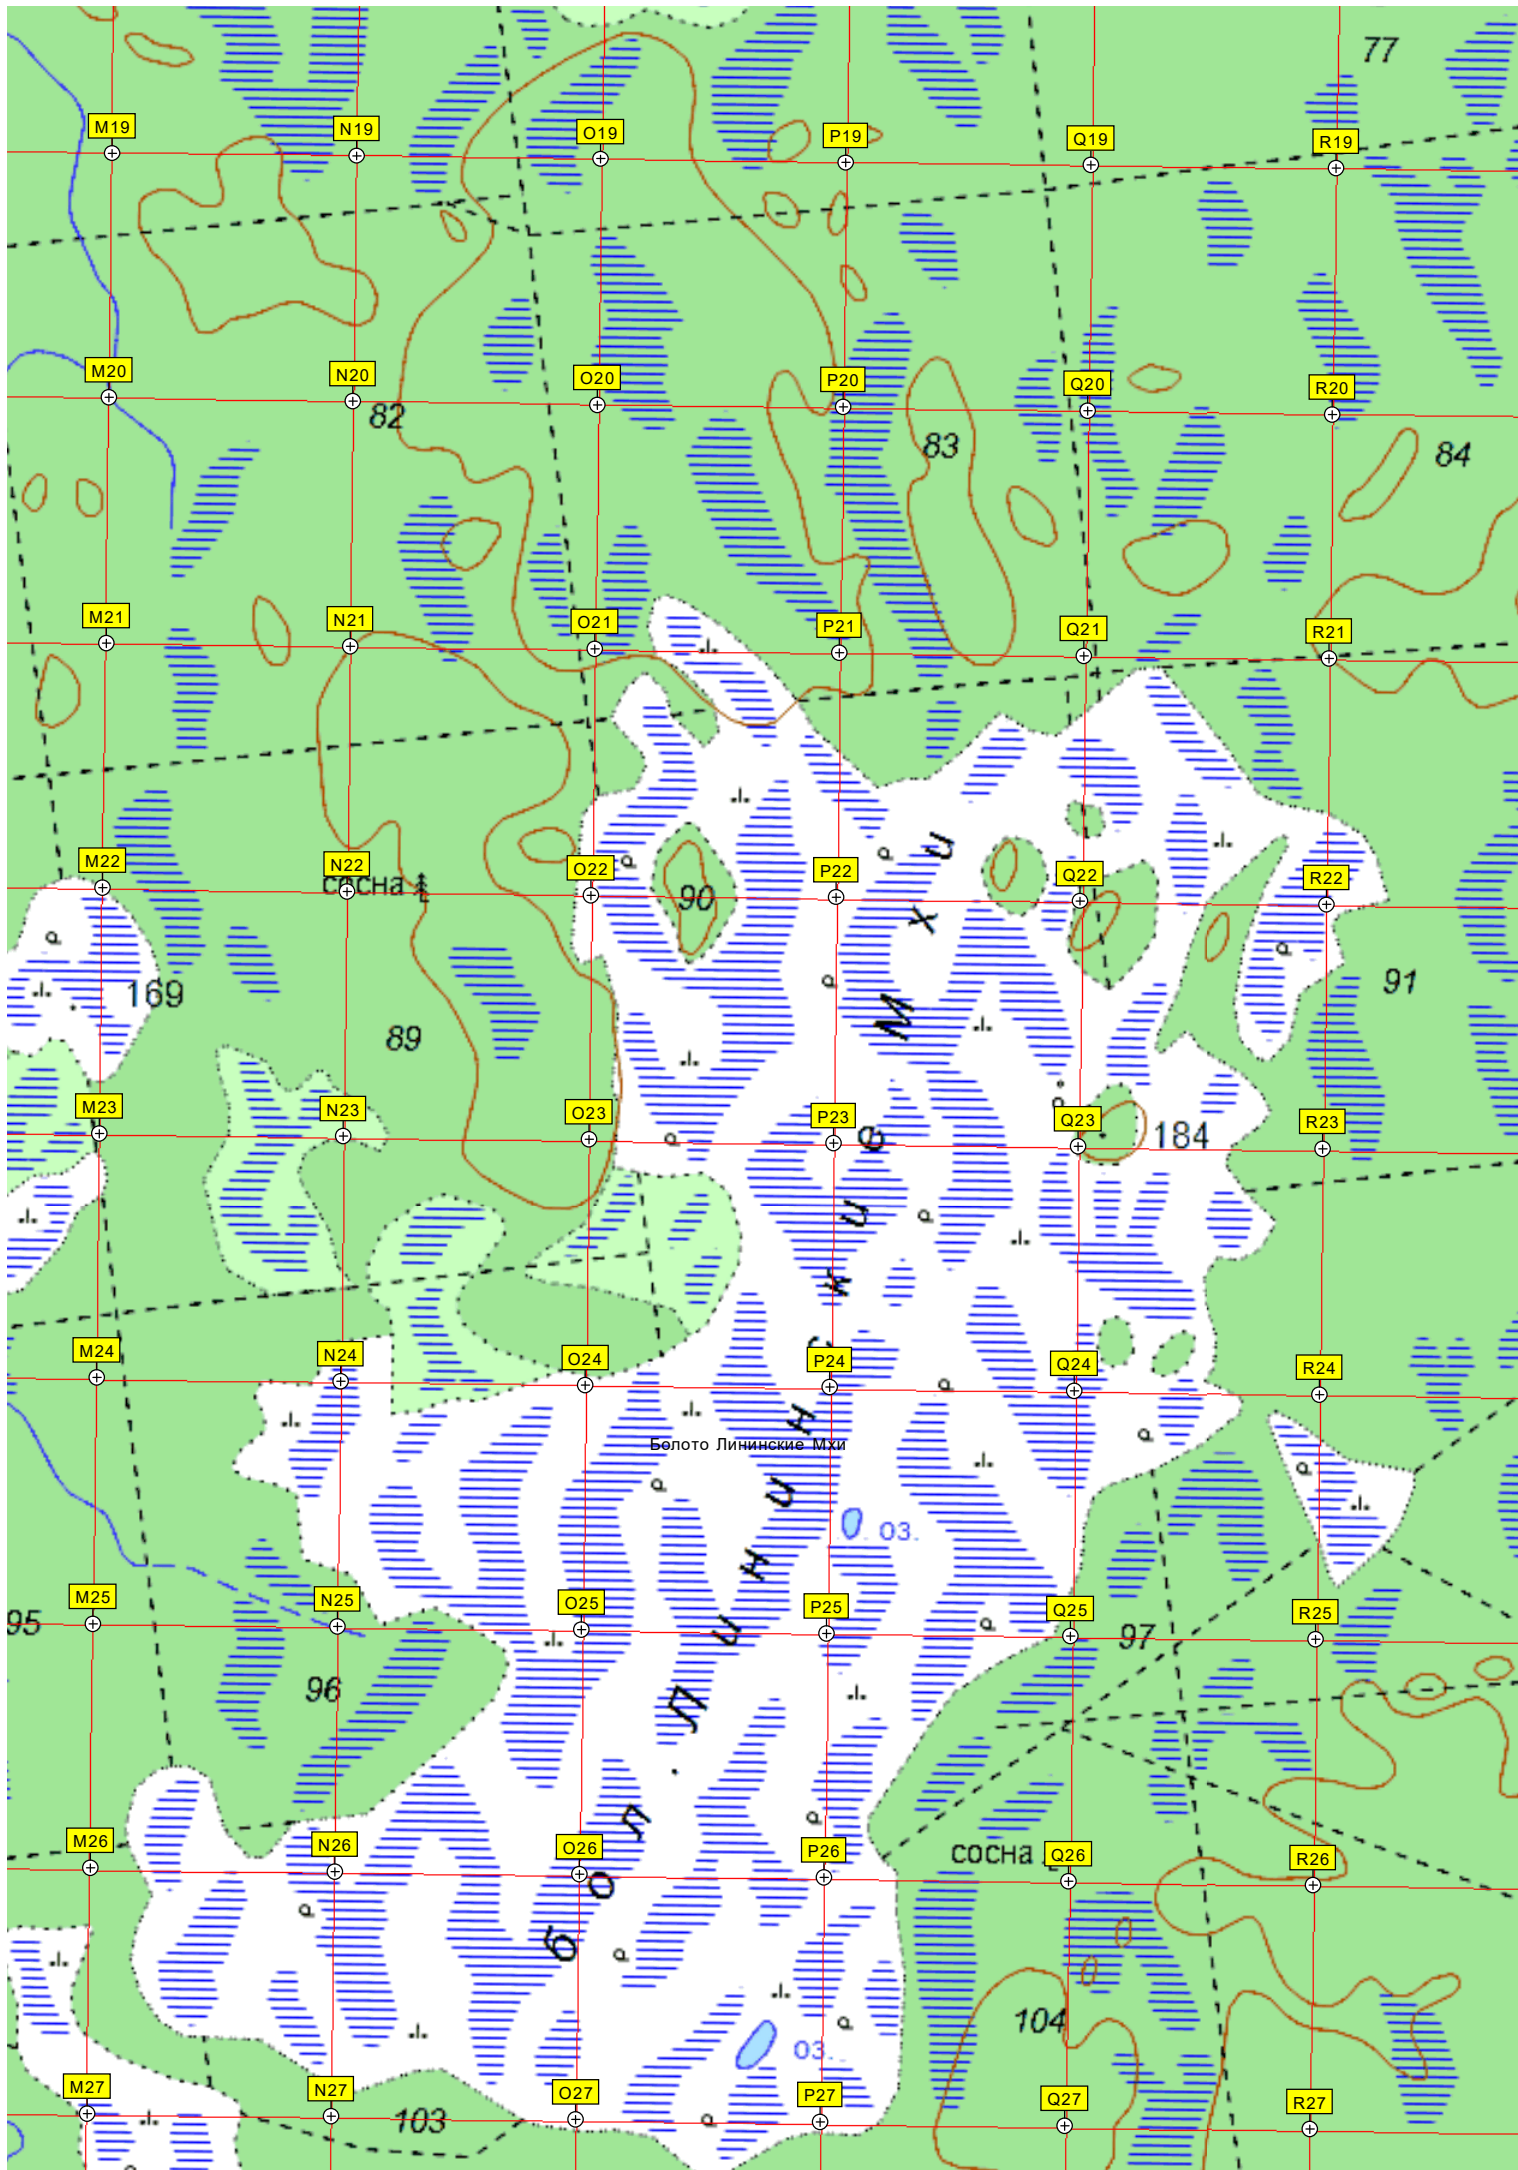 77
M19 N19 O19 P19 Q19 R19
M20 N20 O20 P20 Q20 R20
82 83 84
M21 N21 O21 P21 Q21 R21
M22 N22 O22 P22 Q22 R22
сосна
90
169
91
89
M23 N23 O23 P23 Q23 R23
184
оз.
M24 N24 O24 P24 Q24 R24
Болото Лининские Мхи
бол. Лининские Мхи
оз.
M25 N25 O25 P25 Q25 R25
95 97
96
M26 N26 O26 P26 Q26 R26
сосна
104
оз.
M27 N27 O27 P27 Q27 R27
103